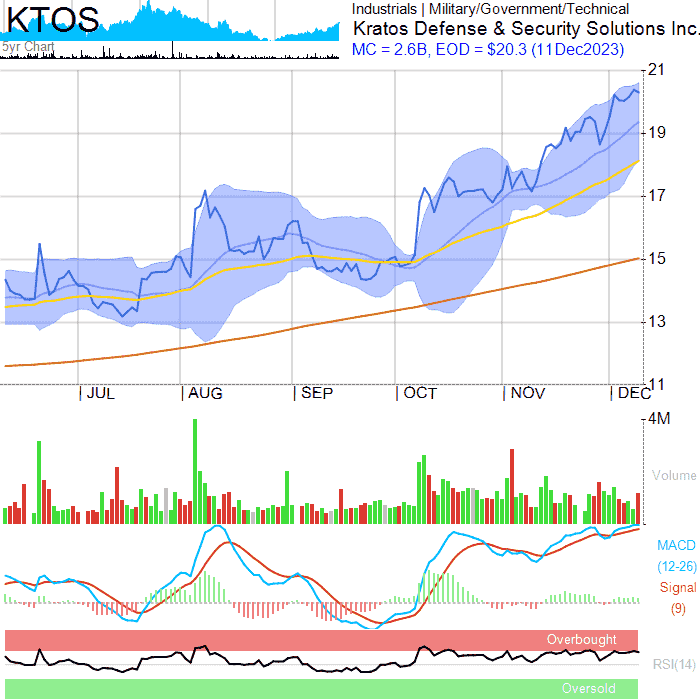 KTOS
Industrials | Military/Government/Technical
Kratos Defense & Security Solutions Inc.
MC = 2.6B, EOD = $20.3 (11Dec2023)
5yr Chart
21
19
17
15
13
11
JUL AUG SEP OCT NOV DEC
4M
Volume
MACD
(12-26)
Signal
(9)
Overbought
RSI(14)
Oversold